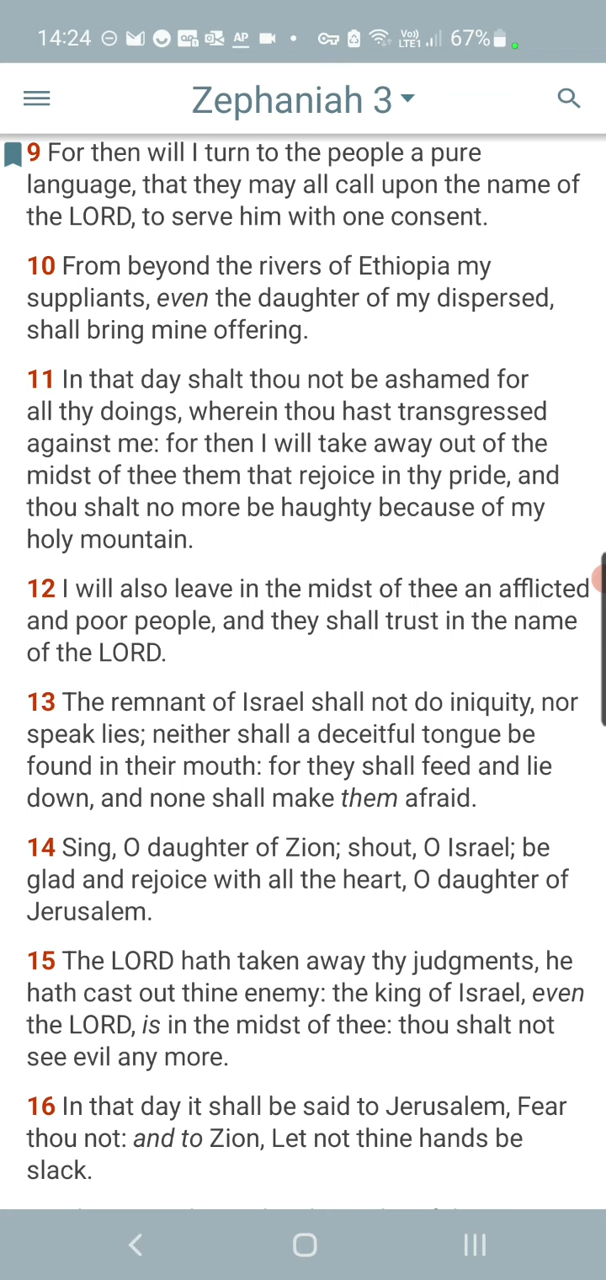 14:24 AP Vo)) LTE1 67%
Zephaniah 3
9 For then will I turn to the people a pure
language, that they may all call upon the name of
the LORD, to serve him with one consent.
10 From beyond the rivers of Ethiopia my
suppliants, even the daughter of my dispersed,
shall bring mine offering.
11 In that day shalt thou not be ashamed for
all thy doings, wherein thou hast transgressed
against me: for then I will take away out of the
midst of thee them that rejoice in thy pride, and
thou shalt no more be haughty because of my
holy mountain.
12 I will also leave in the midst of thee an afflicted
and poor people, and they shall trust in the name
of the LORD.
13 The remnant of Israel shall not do iniquity, nor
speak lies; neither shall a deceitful tongue be
found in their mouth: for they shall feed and lie
down, and none shall make them afraid.
14 Sing, O daughter of Zion; shout, O Israel; be
glad and rejoice with all the heart, O daughter of
Jerusalem.
15 The LORD hath taken away thy judgments, he
hath cast out thine enemy: the king of Israel, even
the LORD, is in the midst of thee: thou shalt not
see evil any more.
16 In that day it shall be said to Jerusalem, Fear
thou not: and to Zion, Let not thine hands be
slack.